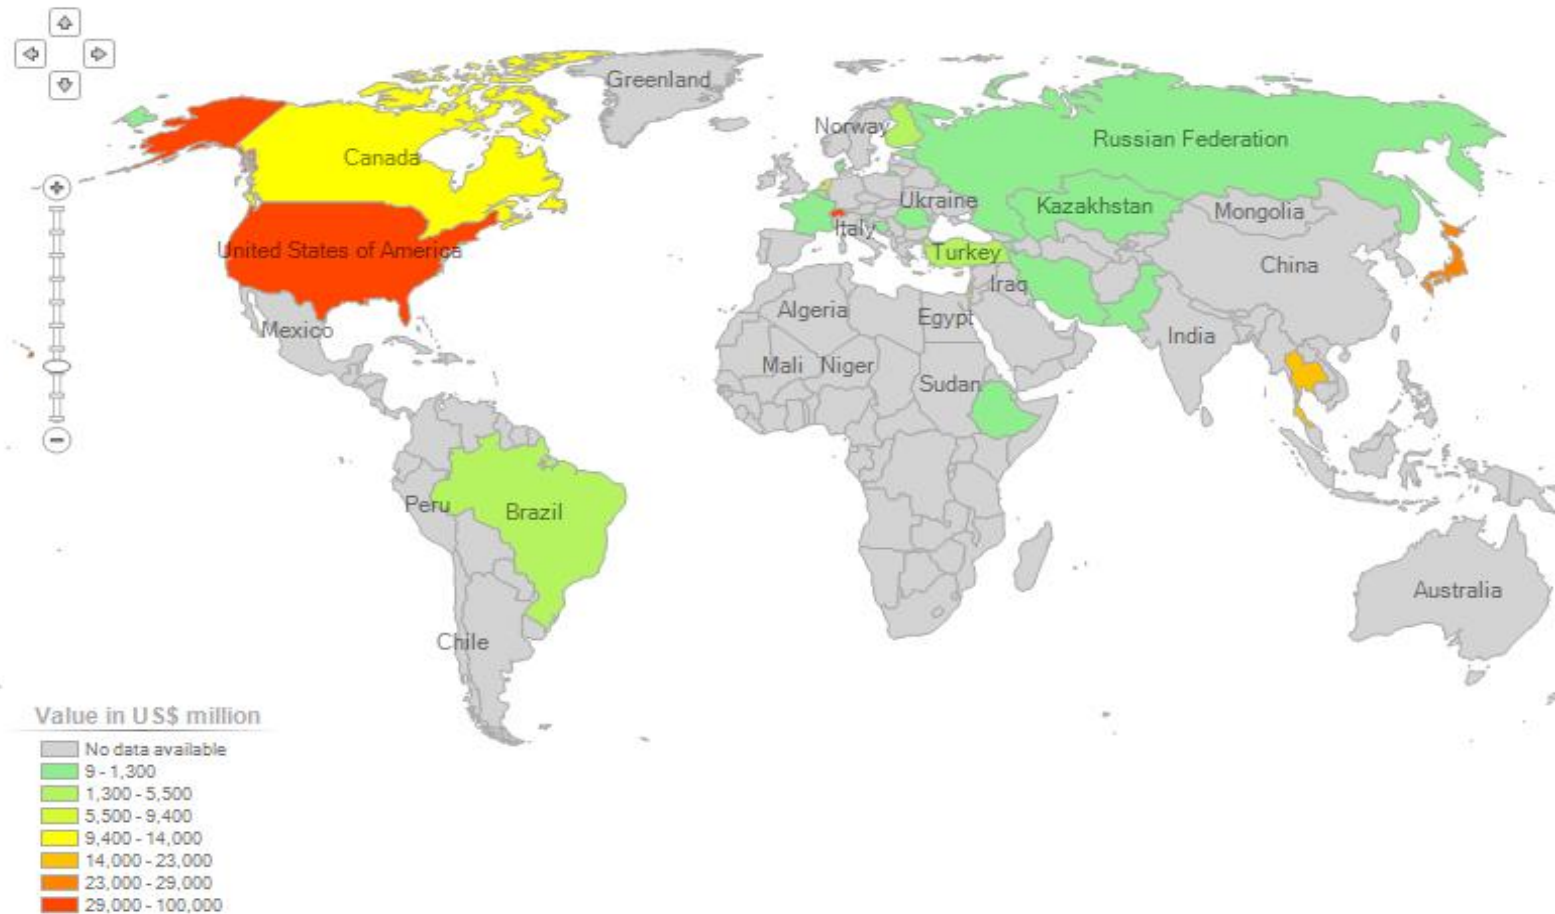 Greenland
Norway
Russian Federation
Canada
Ukraine
Kazakhstan
Mongolia
Italy
United States of America
Turkey
China
Iraq
Algeria
Egypt
Mexico
India
Mali
Niger
Sudan
Peru
Brazil
Australia
Chile
Value in US$ million
No data available
9 - 1,300
1,300 - 5,500
5,500 - 9,400
9,400 - 14,000
14,000 - 23,000
23,000 - 29,000
29,000 - 100,000